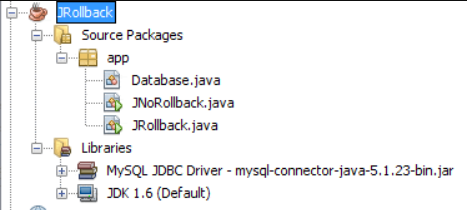 JRollback
Source Packages
app
Database.java
JNoRollback.java
JRollback.java
Libraries
MySQL JDBC Driver - mysql-connector-java-5.1.23-bin.jar
JDK 1.6 (Default)